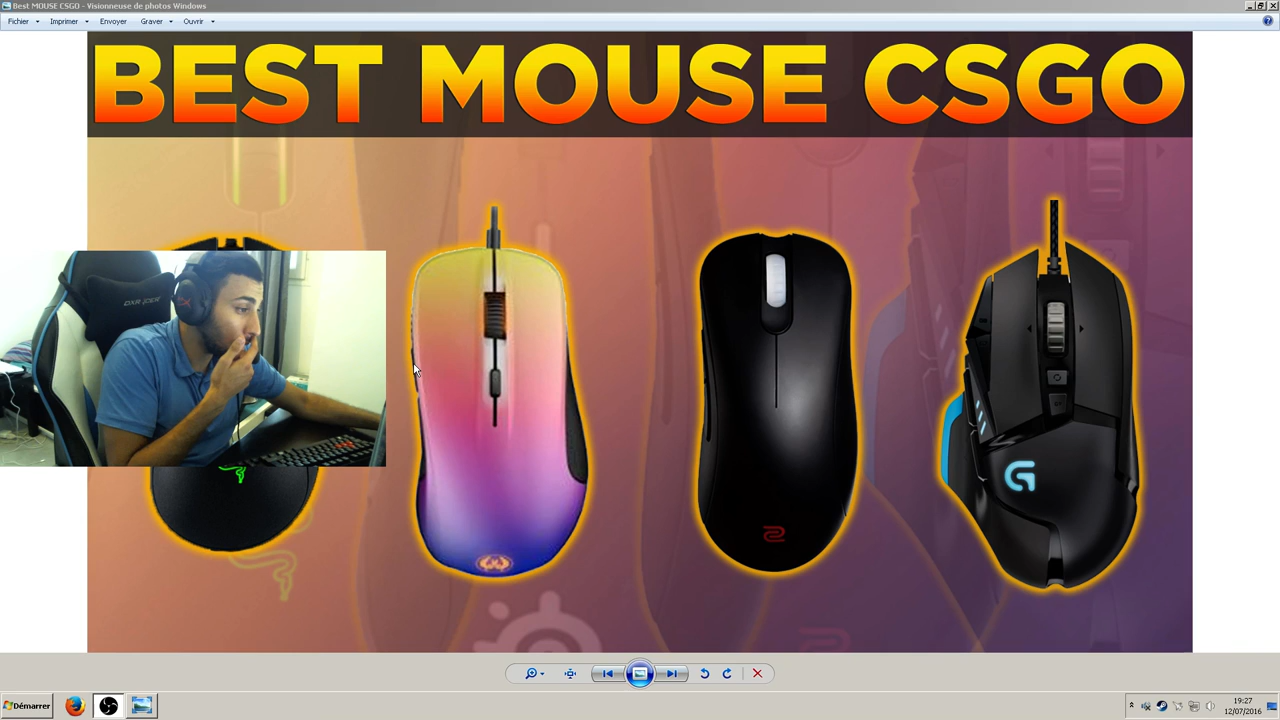 Best MOUSE CSGO - Visionneuse de photos Windows
Fichier Imprimer Envoyer Graver Ouvrir
BEST MOUSE CSGO
Démarrer
19:27
12/07/2016